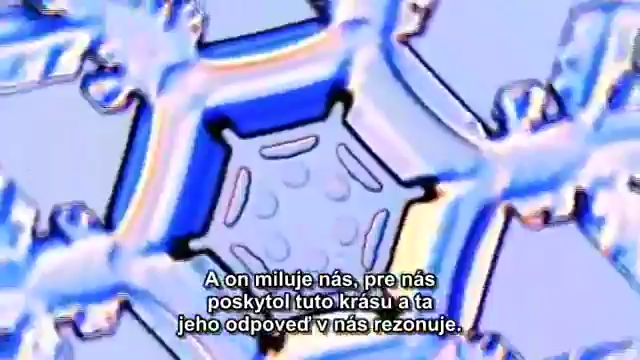 A on miluje nás, pre nás
poskytol tuto krásu a ta
jeho odpoveď v nás rezonuje.